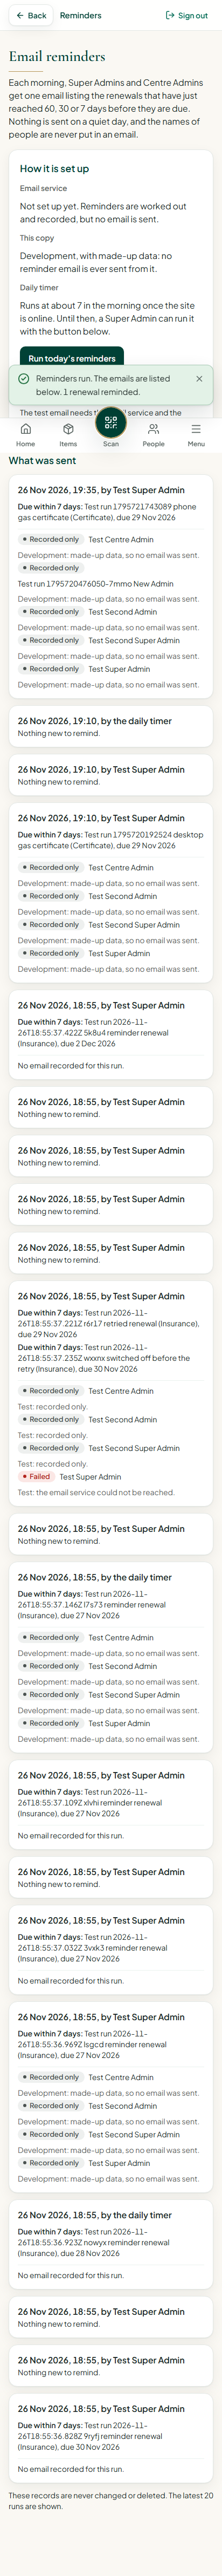 Back
Reminders
Sign out
Email reminders
Each morning, Super Admins and Centre Admins
get one email listing the renewals that have just
reached 60, 30 or 7 days before they are due.
Nothing is sent on a quiet day, and the names of
people are never put in an email.
How it is set up
Email service
Not set up yet. Reminders are worked out
and recorded, but no email is sent.
This copy
Development, with made-up data: no
reminder email is ever sent from it.
Daily timer
Runs at about 7 in the morning once the site
is online. Until then, a Super Admin can run it
with the button below.
Run today's reminders
Reminders run. The emails are listed
below. 1 renewal reminded.
The test email needs the email service and the
Home
Items
Scan
People
Menu
What was sent
26 Nov 2026, 19:35, by Test Super Admin
Due within 7 days: Test run 1795721743089 phone
gas certificate (Certificate), due 29 Nov 2026
Recorded only Test Centre Admin
Development: made-up data, so no email was sent.
Recorded only
Test run 1795720476050-7mmo New Admin
Development: made-up data, so no email was sent.
Recorded only Test Second Admin
Development: made-up data, so no email was sent.
Recorded only Test Second Super Admin
Development: made-up data, so no email was sent.
Recorded only Test Super Admin
Development: made-up data, so no email was sent.
26 Nov 2026, 19:10, by the daily timer
Nothing new to remind.
26 Nov 2026, 19:10, by Test Super Admin
Nothing new to remind.
26 Nov 2026, 19:10, by Test Super Admin
Due within 7 days: Test run 1795720192524 desktop
gas certificate (Certificate), due 29 Nov 2026
Recorded only Test Centre Admin
Development: made-up data, so no email was sent.
Recorded only Test Second Admin
Development: made-up data, so no email was sent.
Recorded only Test Second Super Admin
Development: made-up data, so no email was sent.
Recorded only Test Super Admin
Development: made-up data, so no email was sent.
26 Nov 2026, 18:55, by Test Super Admin
Due within 7 days: Test run 2026-11-
26T18:55:37.422Z 5k8u4 reminder renewal
(Insurance), due 2 Dec 2026
No email recorded for this run.
26 Nov 2026, 18:55, by Test Super Admin
Nothing new to remind.
26 Nov 2026, 18:55, by Test Super Admin
Nothing new to remind.
26 Nov 2026, 18:55, by Test Super Admin
Nothing new to remind.
26 Nov 2026, 18:55, by Test Super Admin
Nothing new to remind.
26 Nov 2026, 18:55, by Test Super Admin
Due within 7 days: Test run 2026-11-
26T18:55:37.221Z r6r17 retried renewal (Insurance),
due 29 Nov 2026
Due within 7 days: Test run 2026-11-
26T18:55:37.235Z wxxnx switched off before the
retry (Insurance), due 30 Nov 2026
Recorded only Test Centre Admin
Test: recorded only.
Recorded only Test Second Admin
Test: recorded only.
Recorded only Test Second Super Admin
Test: recorded only.
Failed Test Super Admin
Test: the email service could not be reached.
26 Nov 2026, 18:55, by Test Super Admin
Nothing new to remind.
26 Nov 2026, 18:55, by the daily timer
Due within 7 days: Test run 2026-11-
26T18:55:37.146Z l7s73 reminder renewal
(Insurance), due 27 Nov 2026
Recorded only Test Centre Admin
Development: made-up data, so no email was sent.
Recorded only Test Second Admin
Development: made-up data, so no email was sent.
Recorded only Test Second Super Admin
Development: made-up data, so no email was sent.
Recorded only Test Super Admin
Development: made-up data, so no email was sent.
26 Nov 2026, 18:55, by Test Super Admin
Due within 7 days: Test run 2026-11-
26T18:55:37.109Z xlvhi reminder renewal
(Insurance), due 27 Nov 2026
No email recorded for this run.
26 Nov 2026, 18:55, by Test Super Admin
Nothing new to remind.
26 Nov 2026, 18:55, by Test Super Admin
Due within 7 days: Test run 2026-11-
26T18:55:37.032Z 3vxk3 reminder renewal
(Insurance), due 27 Nov 2026
No email recorded for this run.
26 Nov 2026, 18:55, by Test Super Admin
Due within 7 days: Test run 2026-11-
26T18:55:36.969Z lsgcd reminder renewal
(Insurance), due 27 Nov 2026
Recorded only Test Centre Admin
Development: made-up data, so no email was sent.
Recorded only Test Second Admin
Development: made-up data, so no email was sent.
Recorded only Test Second Super Admin
Development: made-up data, so no email was sent.
Recorded only Test Super Admin
Development: made-up data, so no email was sent.
26 Nov 2026, 18:55, by the daily timer
Due within 7 days: Test run 2026-11-
26T18:55:36.923Z nowyx reminder renewal
(Insurance), due 28 Nov 2026
No email recorded for this run.
26 Nov 2026, 18:55, by Test Super Admin
Nothing new to remind.
26 Nov 2026, 18:55, by Test Super Admin
Nothing new to remind.
26 Nov 2026, 18:55, by Test Super Admin
Due within 7 days: Test run 2026-11-
26T18:55:36.828Z 9ryfj reminder renewal
(Insurance), due 30 Nov 2026
No email recorded for this run.
These records are never changed or deleted. The latest 20
runs are shown.